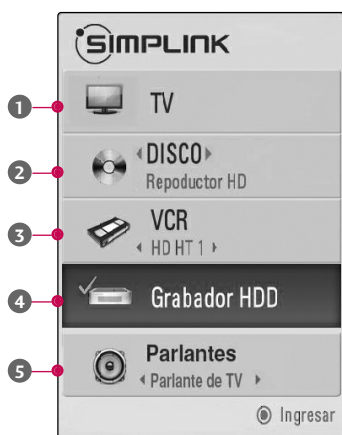 SIMPLINK
1 TV
2 DISCO
Repoductor HD
3 VCR
HD HT 1
4 Grabador HDD
5 Parlantes
Parlante de TV
Ingresar